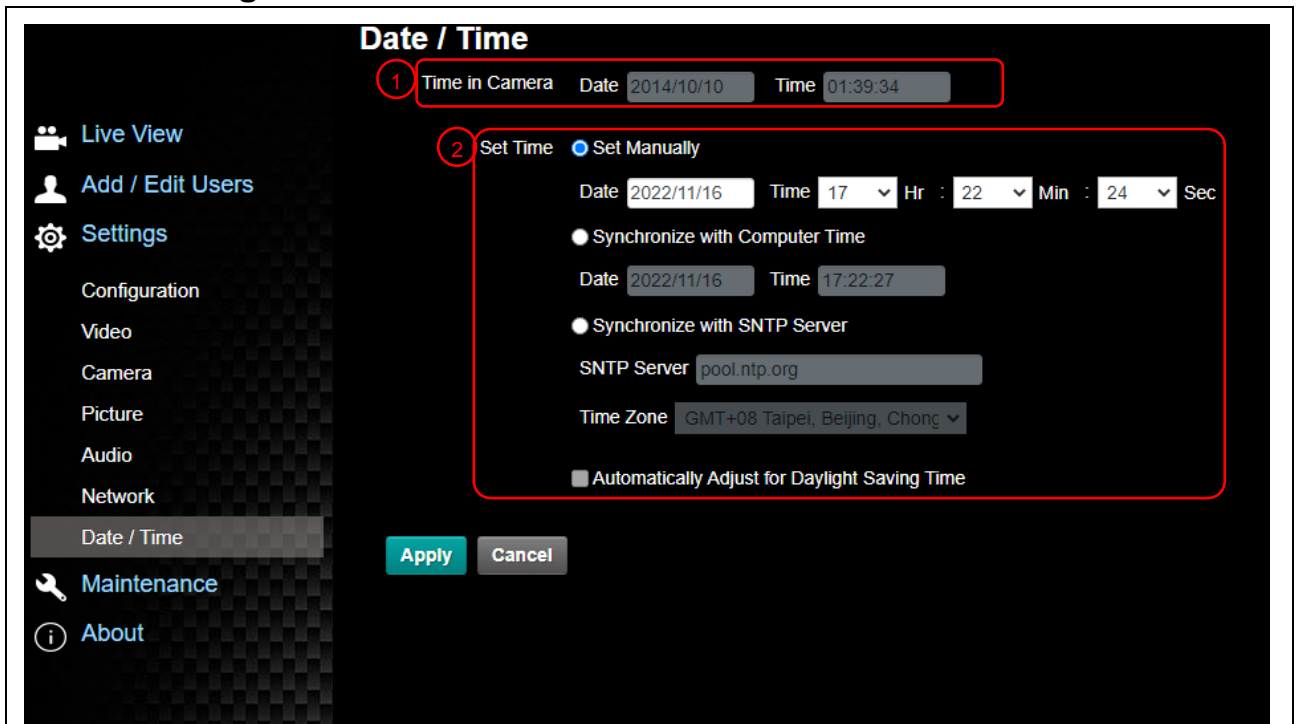 Date / Time
1 Time in Camera Date 2014/10/10 Time 01:39:34
Live View
Add / Edit Users
Settings
Configuration
Video
Camera
Picture
Audio
Network
Date / Time
Maintenance
About
2 Set Time Set Manually
Date 2022/11/16 Time 17 Hr : 22 Min : 24 Sec
Synchronize with Computer Time
Date 2022/11/16 Time 17:22:27
Synchronize with SNTP Server
SNTP Server pool.ntp.org
Time Zone GMT+08 Taipei, Beijing, Chong
Automatically Adjust for Daylight Saving Time
Apply Cancel